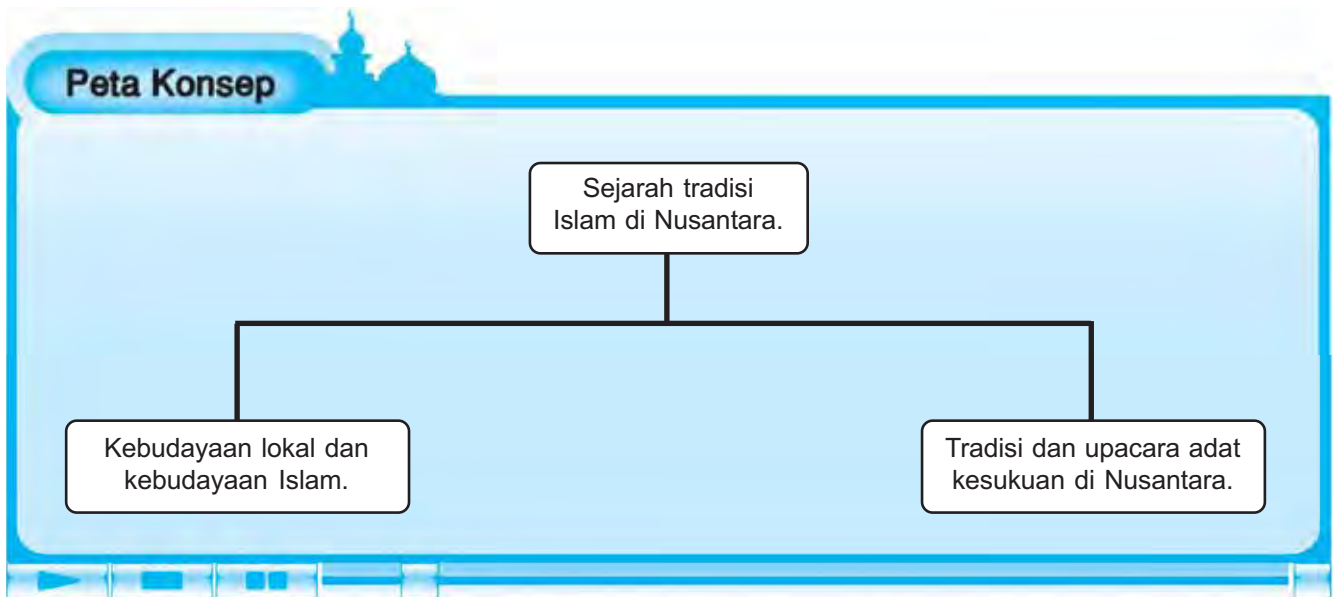 Peta Konsep
Sejarah tradisi
Islam di Nusantara.
Kebudayaan lokal dan
kebudayaan Islam.
Tradisi dan upacara adat
kesukuan di Nusantara.